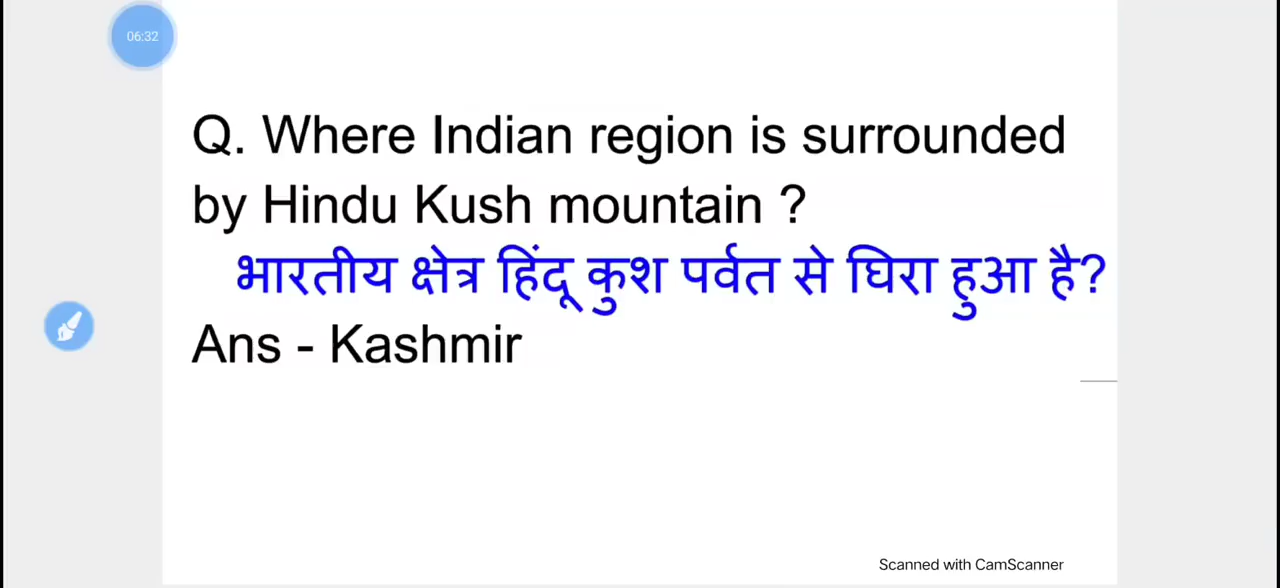 06:32
Q. Where Indian region is surrounded
by Hindu Kush mountain ?
भारतीय क्षेत्र हिंदू कुश पर्वत से घिरा हुआ है?
Ans - Kashmir
Scanned with CamScanner